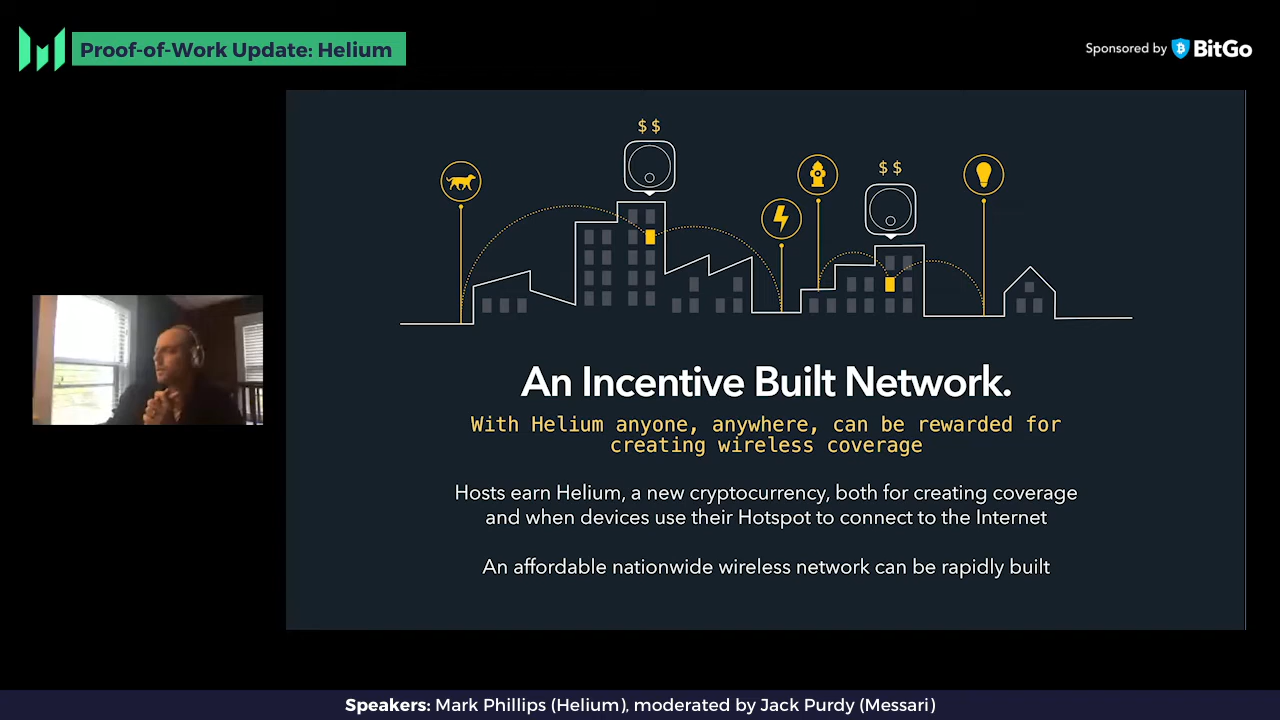 Proof-of-Work Update: Helium
Sponsored by BitGo
$$
$$
An Incentive Built Network.
With Helium anyone, anywhere, can be rewarded for
creating wireless coverage
Hosts earn Helium, a new cryptocurrency, both for creating coverage
and when devices use their Hotspot to connect to the Internet
An affordable nationwide wireless network can be rapidly built
Speakers: Mark Phillips (Helium), moderated by Jack Purdy (Messari)